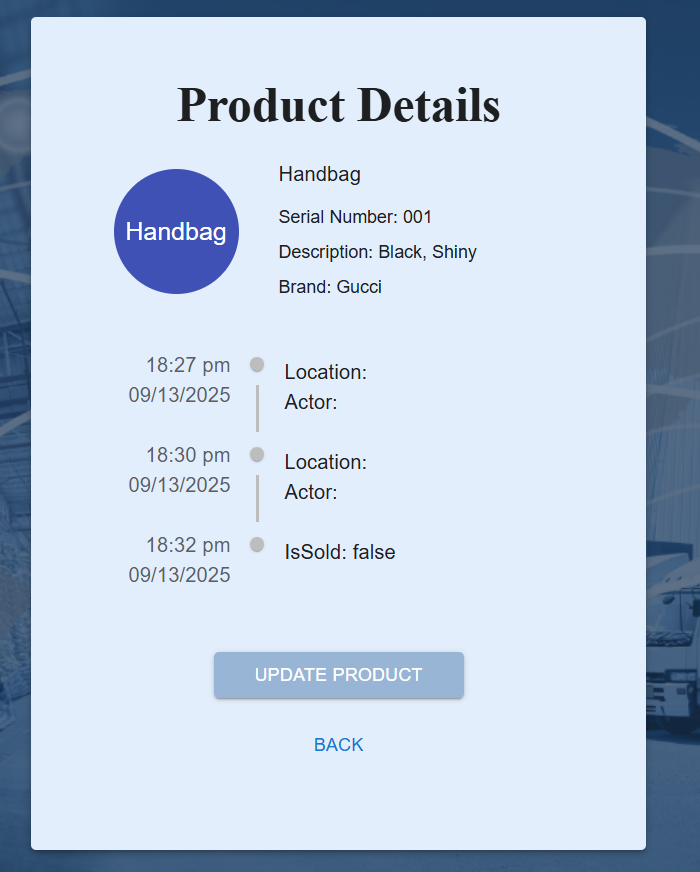 Product Details
Handbag
Handbag
Serial Number: 001
Description: Black, Shiny
Brand: Gucci
18:27 pm
09/13/2025
Location:
Actor:
18:30 pm
09/13/2025
Location:
Actor:
18:32 pm
09/13/2025
IsSold: false
UPDATE PRODUCT
BACK